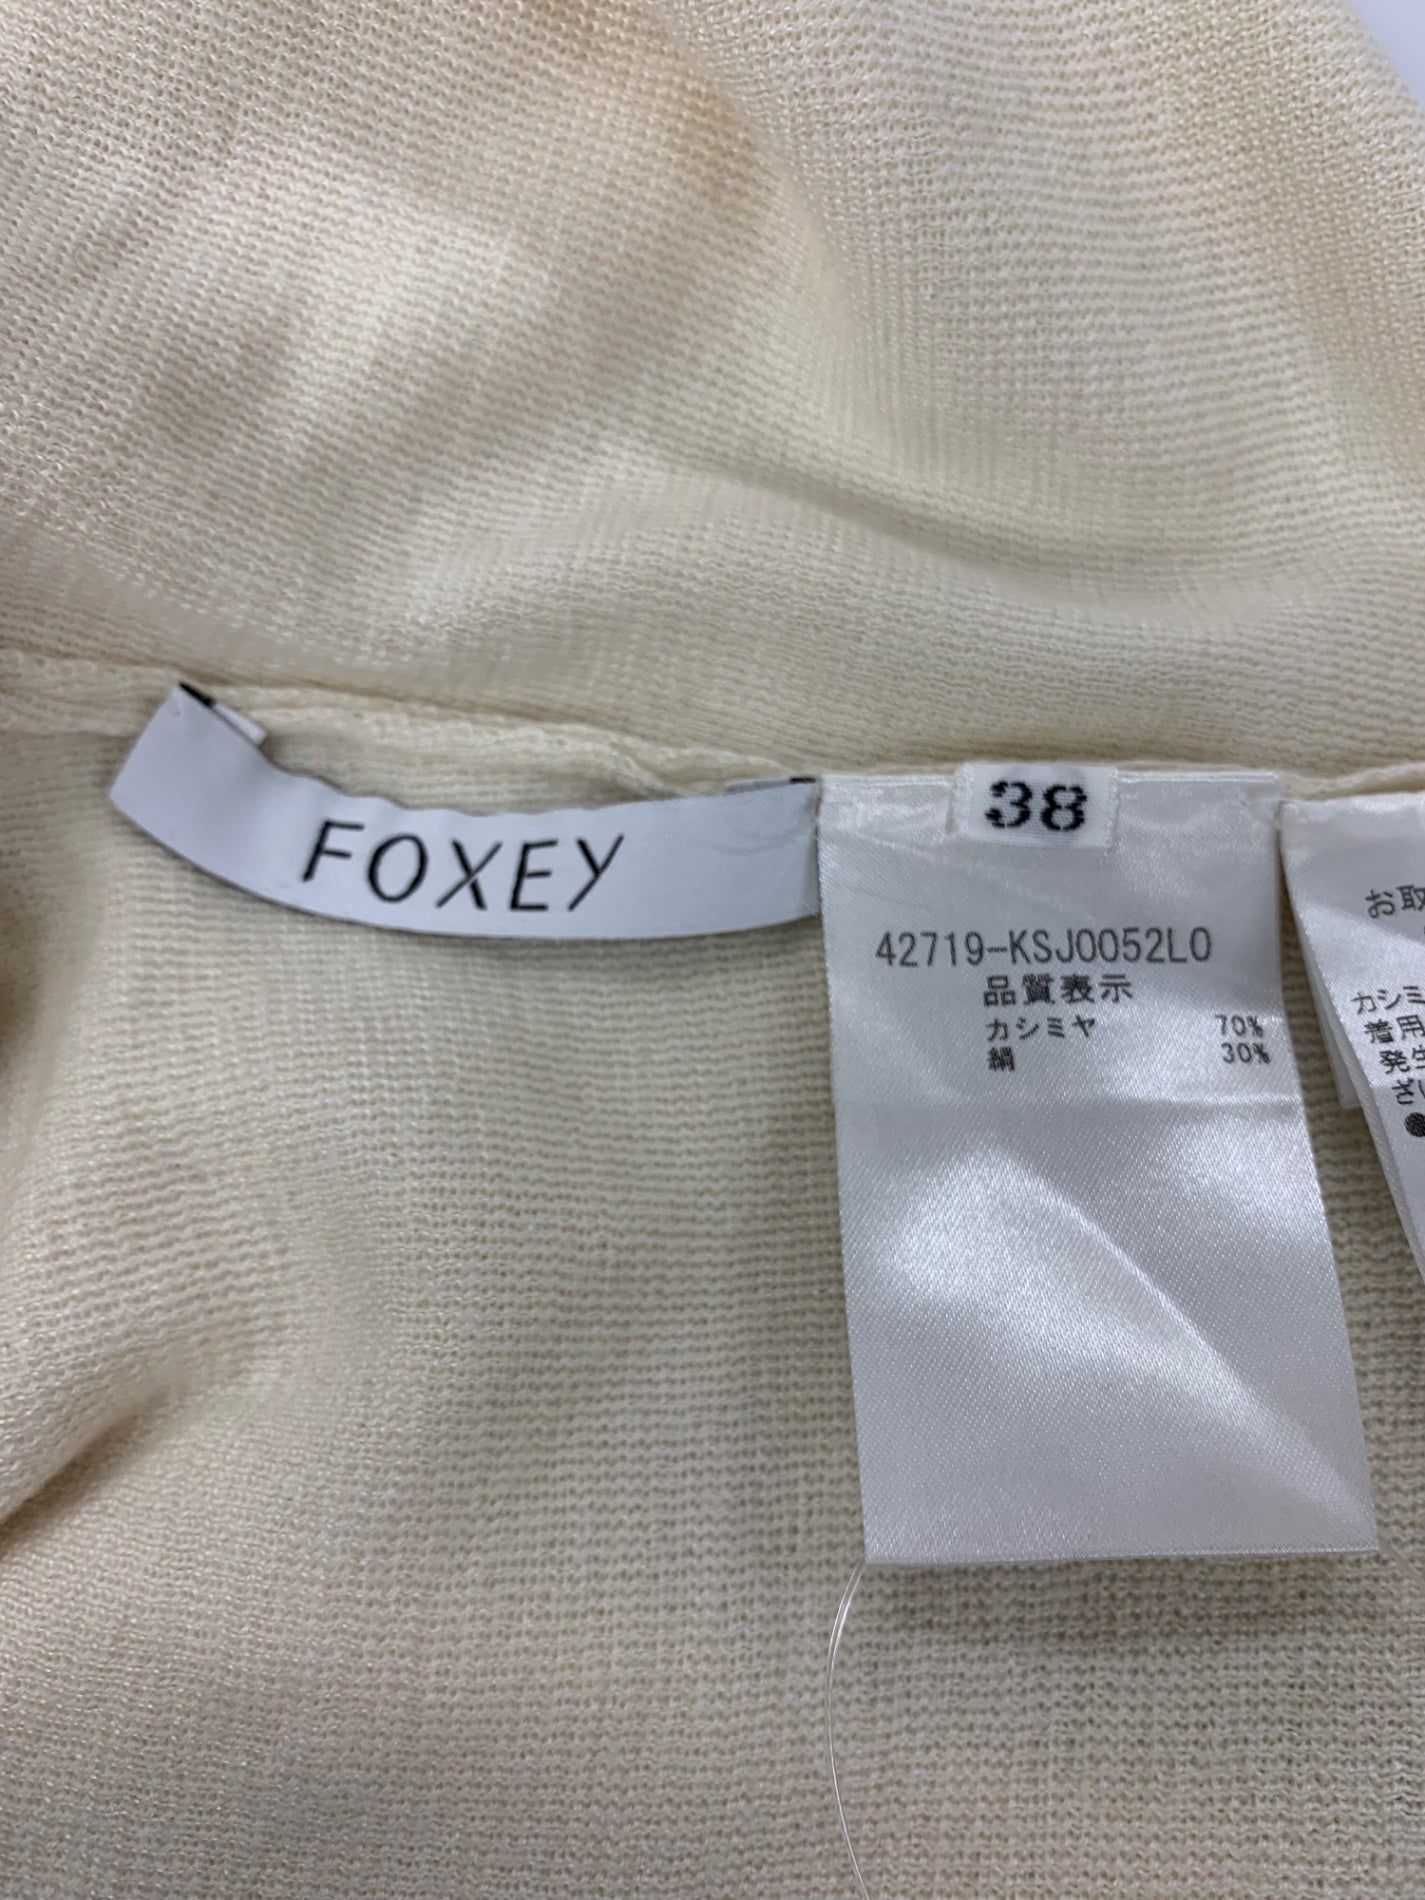 FOXEY
38
42719-KSJ0052L0
品質表示
カシミヤ 70%
絹 30%
お取
カシミ
着用
発生
ざい
●